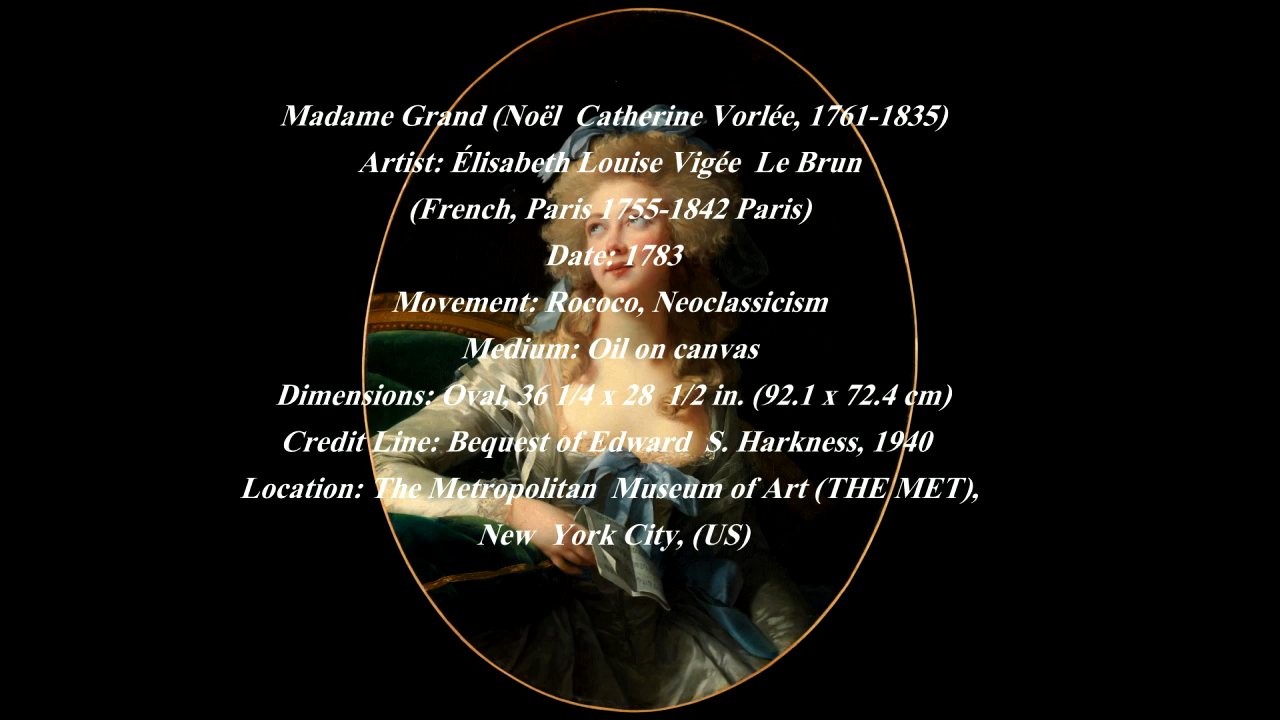 Madame Grand (Noël Catherine Vorlée, 1761-1835)
Artist: Élisabeth Louise Vigée Le Brun
(French, Paris 1755-1842 Paris)
Date: 1783
Movement: Rococo, Neoclassicism
Medium: Oil on canvas
Dimensions: Oval, 36 1/4 x 28 1/2 in. (92.1 x 72.4 cm)
Credit Line: Bequest of Edward S. Harkness, 1940
Location: The Metropolitan Museum of Art (THE MET),
New York City, (US)